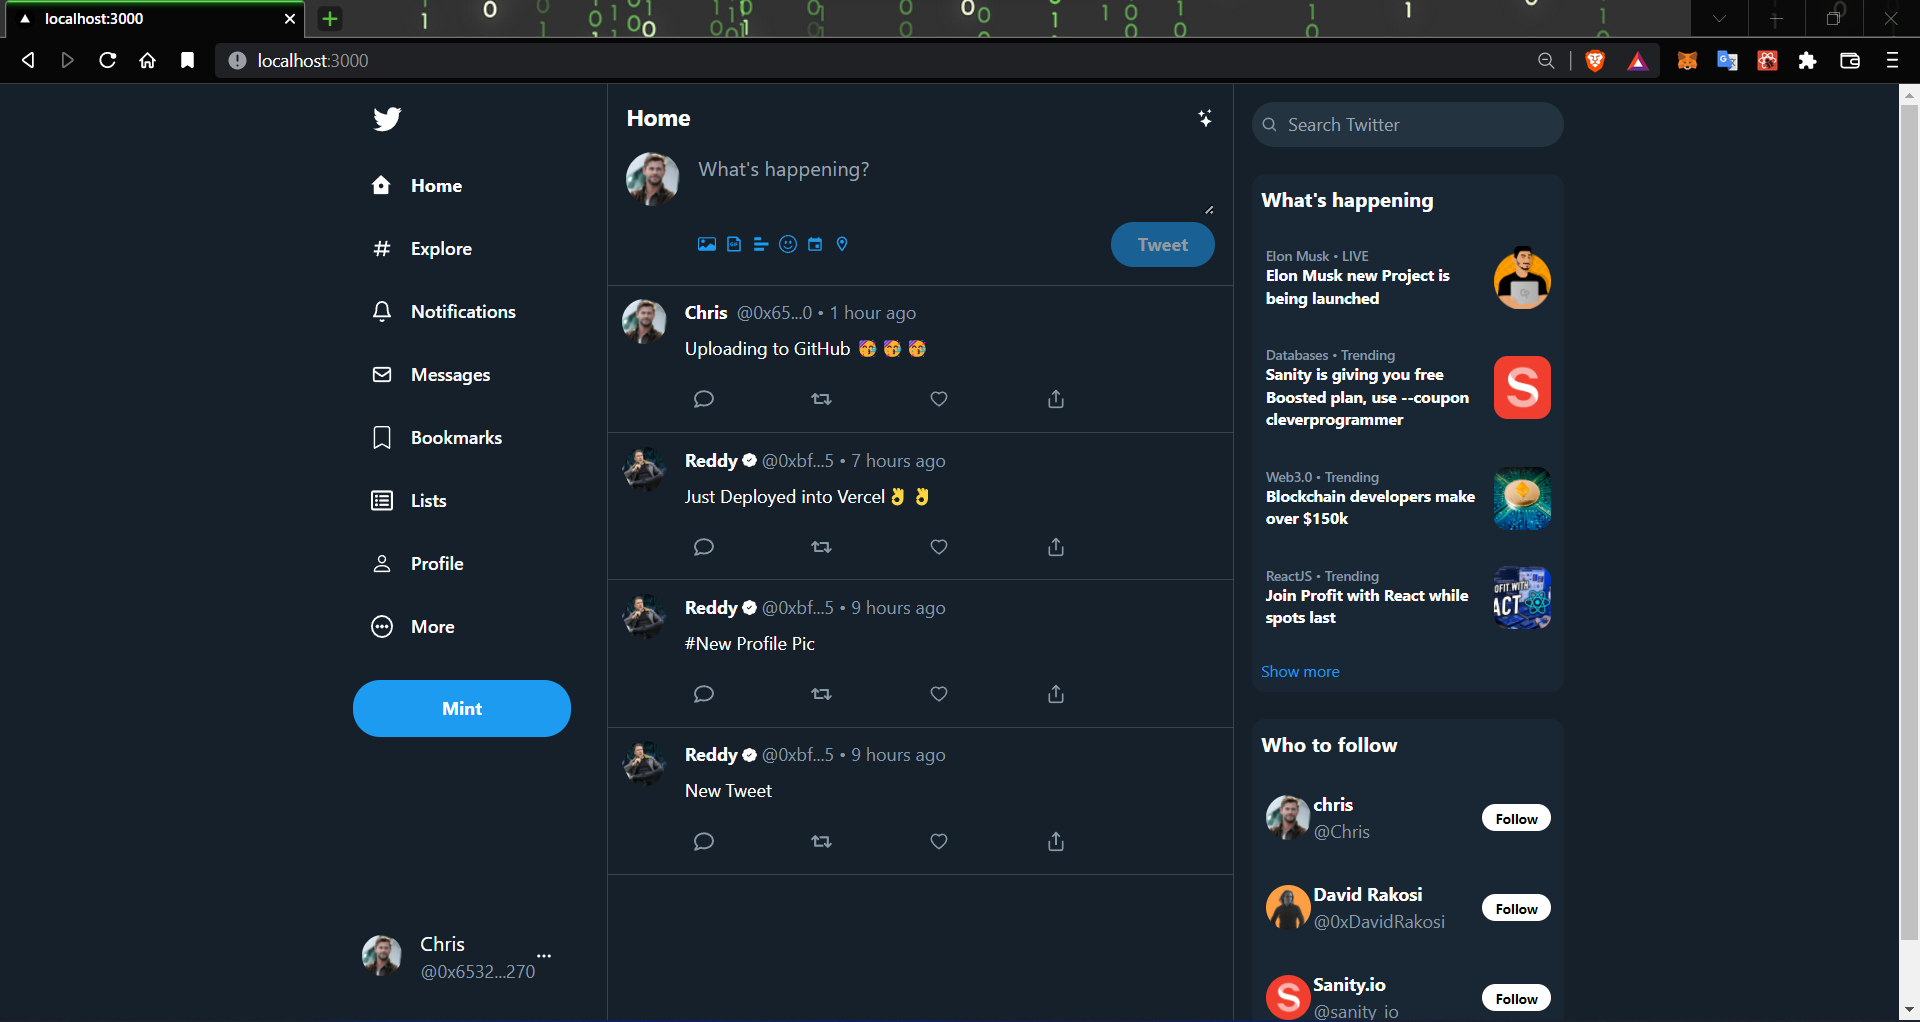 localhost:3000
localhost:3000
Home
Explore
Notifications
Messages
Bookmarks
Lists
Profile
More
Mint
Chris
@0x6532...270
Home
What's happening?
Tweet
Chris @0x65...0 • 1 hour ago
Uploading to GitHub 🥳 🥳 🥳
Reddy @0xbf...5 • 7 hours ago
Just Deployed into Vercel👌 👌
Reddy @0xbf...5 • 9 hours ago
#New Profile Pic
Reddy @0xbf...5 • 9 hours ago
New Tweet
Search Twitter
What's happening
Elon Musk • LIVE
Elon Musk new Project is
being launched
Databases • Trending
Sanity is giving you free
Boosted plan, use --coupon
cleverprogrammer
S
Web3.0 • Trending
Blockchain developers make
over $150k
ReactJS • Trending
Join Profit with React while
spots last
OFIT WITH
ACT
Show more
Who to follow
chris
@Chris
Follow
David Rakosi
@0xDavidRakosi
Follow
S
Sanity.io
@sanity_io
Follow